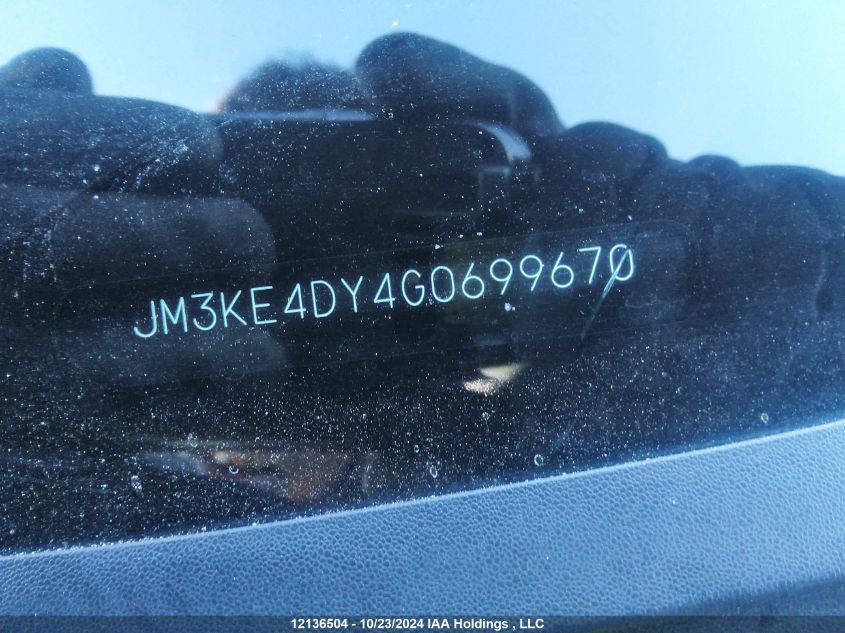 JM3KE4DY4G0699670
12136504 - 10/23/2024 IAA Holdings , LLC